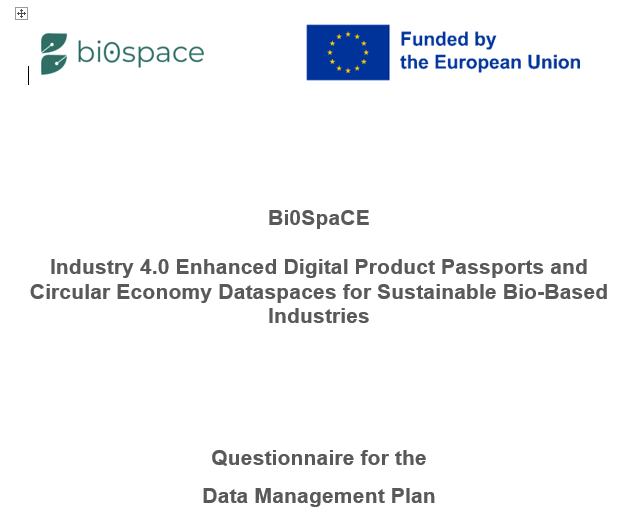 bi0space
Funded by
the European Union
Bi0SpaCE
Industry 4.0 Enhanced Digital Product Passports and
Circular Economy Dataspaces for Sustainable Bio-Based
Industries
Questionnaire for the
Data Management Plan